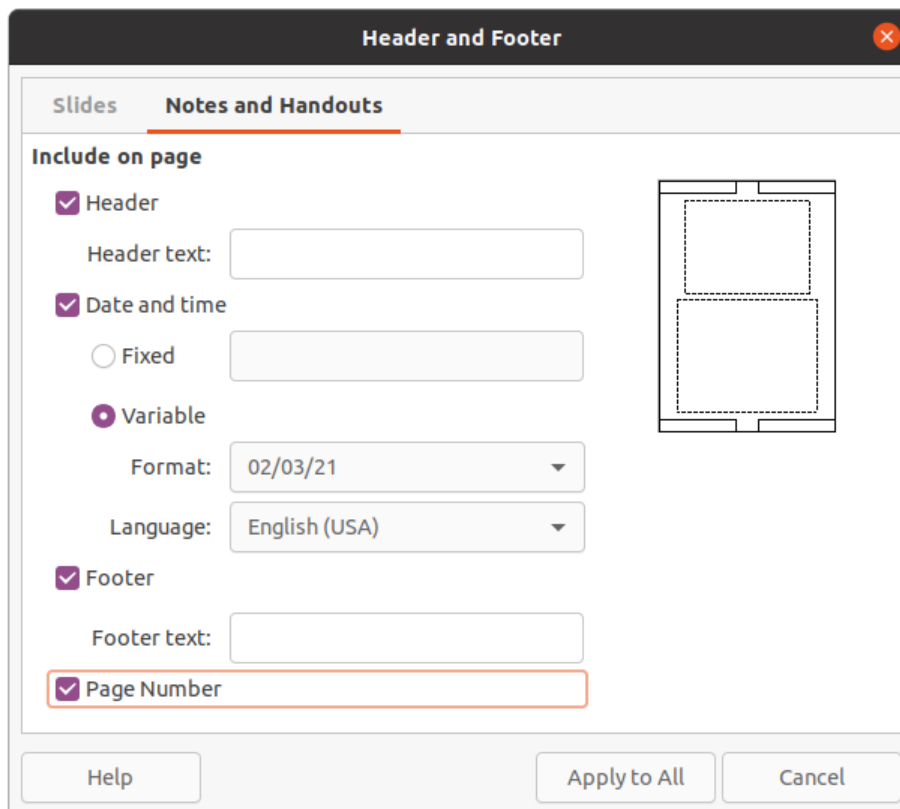 Header and Footer
Slides Notes and Handouts
Include on page
Header
Header text:
Date and time
Fixed
Variable
Format: 02/03/21
Language: English (USA)
Footer
Footer text:
Page Number
Help Apply to All Cancel